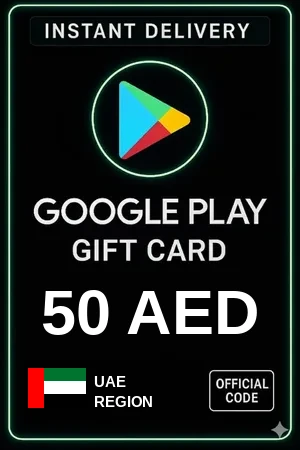 INSTANT DELIVERY
GOOGLE PLAY
GIFT CARD
50 AED
UAE
REGION
OFFICIAL
CODE